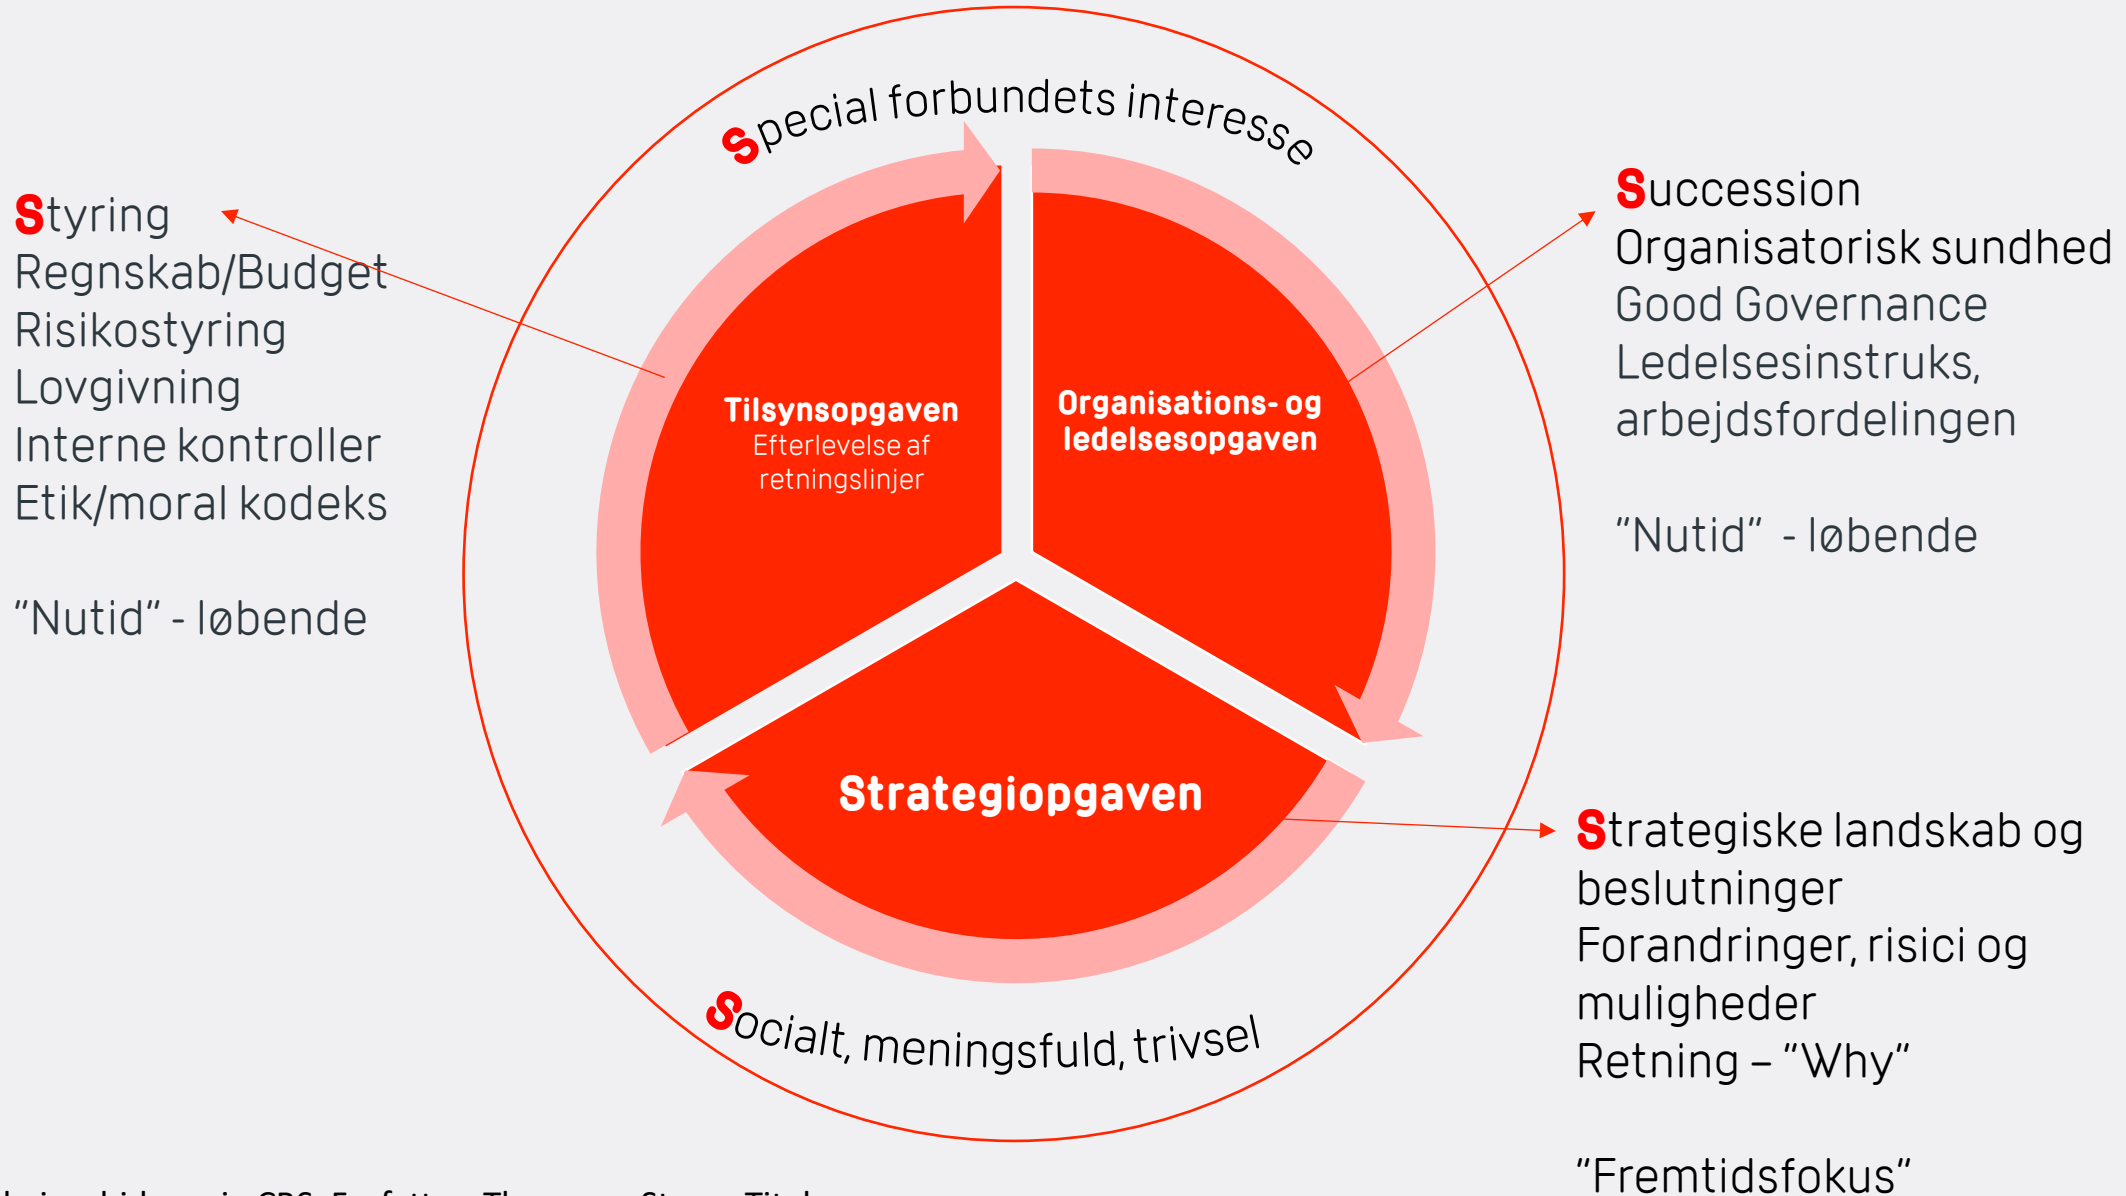 Special forbundets interesse
Styring
Regnskab/Budget
Risikostyring
Lovgivning
Interne kontroller
Etik/moral kodeks
"Nutid" - løbende
Tilsynsopgaven
Efterlevelse af
retningslinjer
Organisations- og
ledelsesopgaven
Succession
Organisatorisk sundhed
Good Governance
Ledelsesinstruks,
arbejdsfordelingen
"Nutid" - løbende
Strategiopgaven
Strategiske landskab og
beslutninger
Forandringer, risici og
muligheder
Retning – "Why"
"Fremtidsfokus"
Socialt, meningsfuld, trivsel